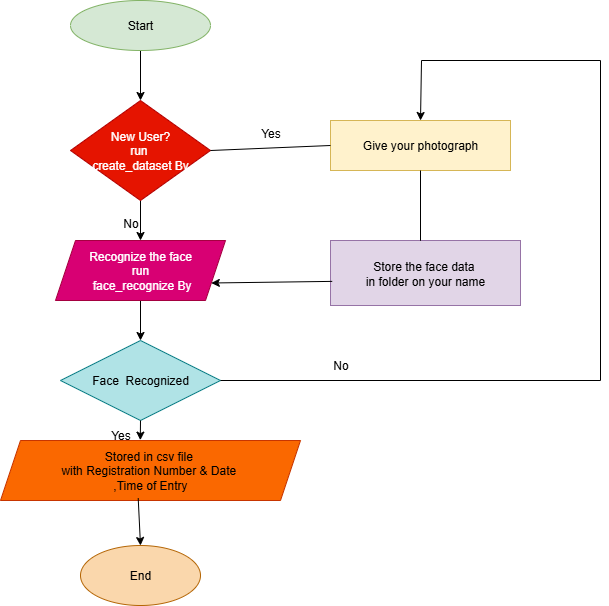 Start
New User?
run
create_dataset By
Yes
Give your photograph
No
Recognize the face
run
face_recognize By
Store the face data
in folder on your name
Face Recognized
No
Yes
Stored in csv file
with Registration Number & Date
,Time of Entry
End